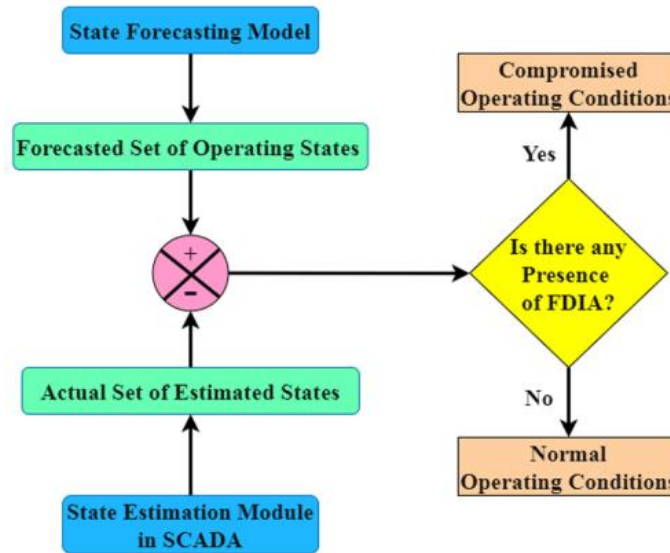 State Forecasting Model
Forecasted Set of Operating States
+
-
Actual Set of Estimated States
State Estimation Module
in SCADA
Compromised
Operating Conditions
Yes
Is there any
Presence
of FDIA?
No
Normal
Operating Conditions